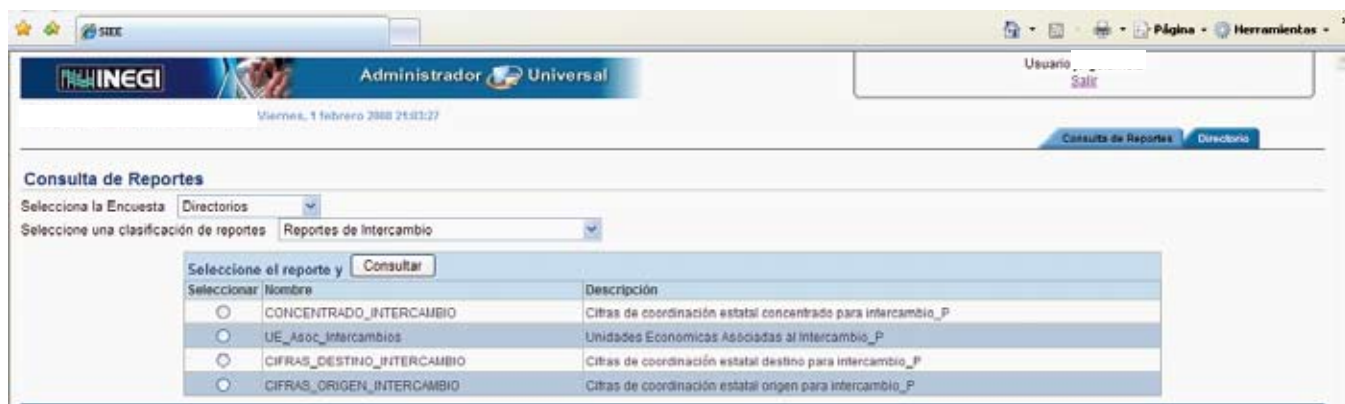 SIEE
Página
Herramientas
INEGI
Administrador Universal
Usuario
Salir
Viernes, 1 febrero 2008 21:03:27
Consulta de Reportes
Directorio
Consulta de Reportes
Selecciona la Encuesta Directorios
Seleccione una clasificación de reportes Reportes de Intercambio
Seleccione el reporte y Consultar
Seleccionar Nombre Descripción
CONCENTRADO_INTERCAMBIO Cifras de coordinación estatal concentrado para intercambio_P
UE_Asoc_Intercambios Unidades Economicas Asociadas al Intercambio_P
CIFRAS_DESTINO_INTERCAMBIO Cifras de coordinación estatal destino para intercambio_P
CIFRAS_ORIGEN_INTERCAMBIO Cifras de coordinación estatal origen para intercambio_P